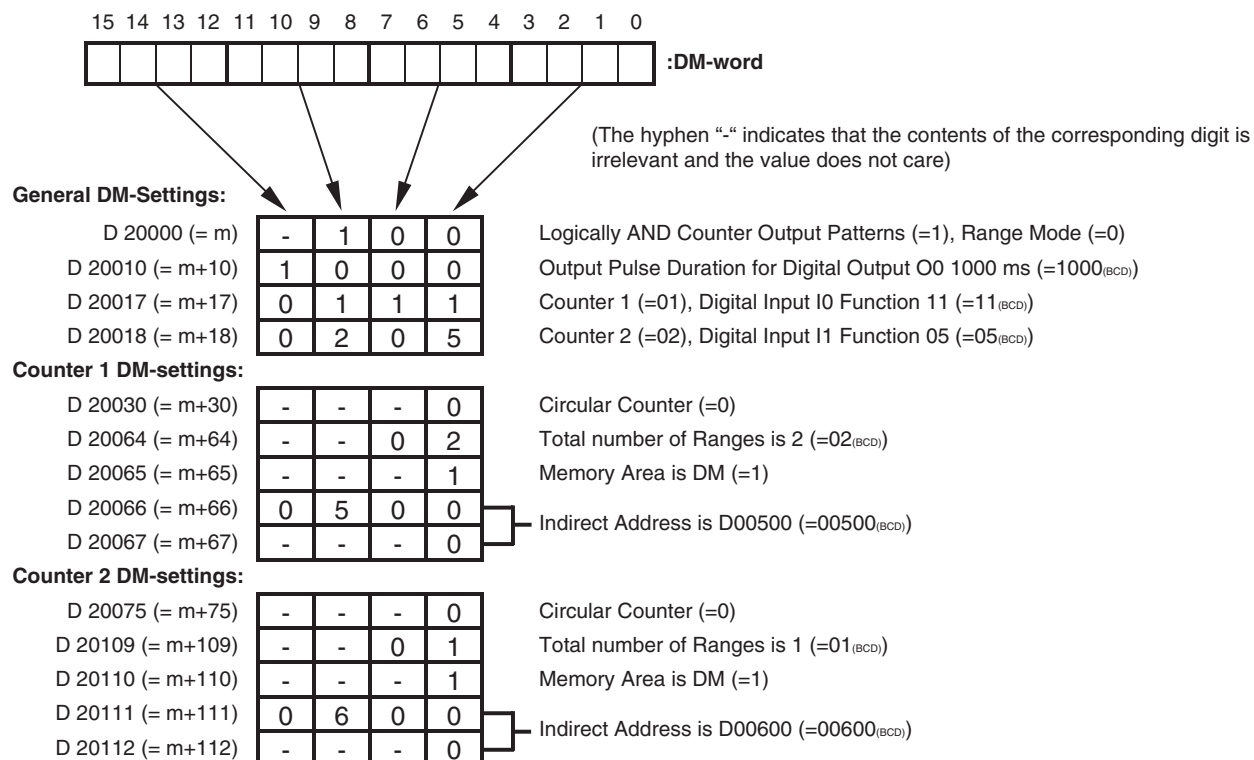 15 14 13 12 11 10 9 8 7 6 5 4 3 2 1 0
:DM-word
(The hyphen “-“ indicates that the contents of the corresponding digit is
irrelevant and the value does not care)
General DM-Settings:
D 20000 (= m) - 1 0 0 Logically AND Counter Output Patterns (=1), Range Mode (=0)
D 20010 (= m+10) 1 0 0 0 Output Pulse Duration for Digital Output O0 1000 ms (=1000(BCD))
D 20017 (= m+17) 0 1 1 1 Counter 1 (=01), Digital Input I0 Function 11 (=11(BCD))
D 20018 (= m+18) 0 2 0 5 Counter 2 (=02), Digital Input I1 Function 05 (=05(BCD))
Counter 1 DM-settings:
D 20030 (= m+30) - - - 0 Circular Counter (=0)
D 20064 (= m+64) - - 0 2 Total number of Ranges is 2 (=02(BCD))
D 20065 (= m+65) - - - 1 Memory Area is DM (=1)
D 20066 (= m+66) 0 5 0 0
Indirect Address is D00500 (=00500(BCD))
D 20067 (= m+67) - - - 0
Counter 2 DM-settings:
D 20075 (= m+75) - - - 0 Circular Counter (=0)
D 20109 (= m+109) - - 0 1 Total number of Ranges is 1 (=01(BCD))
D 20110 (= m+110) - - - 1 Memory Area is DM (=1)
D 20111 (= m+111) 0 6 0 0
Indirect Address is D00600 (=00600(BCD))
D 20112 (= m+112) - - - 0